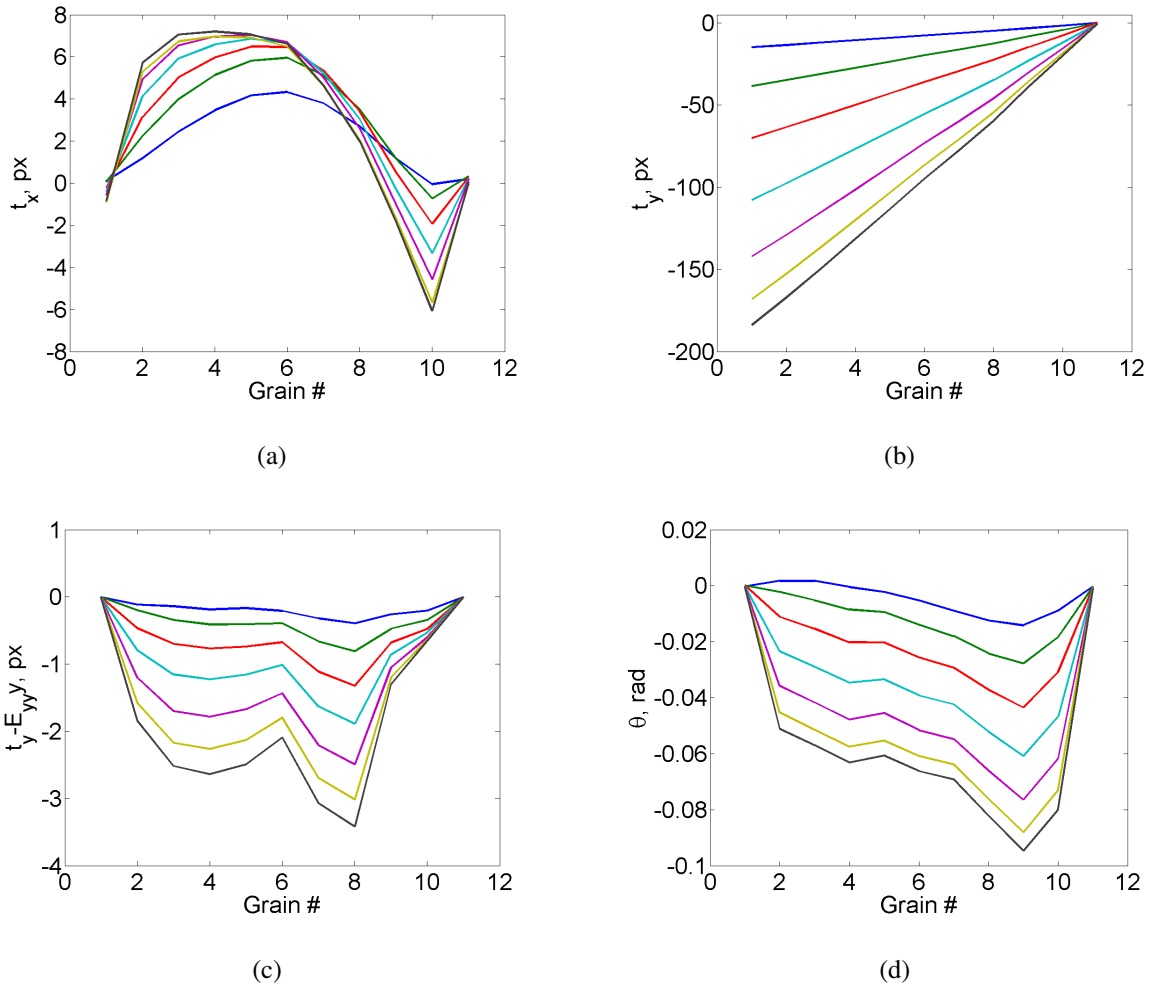 8
6
4
2
0
-2
-4
-6
-8
t_x, px
0 2 4 6 8 10 12
Grain #
(a)
0
-50
-100
-150
-200
t_y, px
0 2 4 6 8 10 12
Grain #
(b)
1
0
-1
-2
-3
-4
t_y-E_yy y, px
0 2 4 6 8 10 12
Grain #
(c)
0.02
0
-0.02
-0.04
-0.06
-0.08
-0.1
θ, rad
0 2 4 6 8 10 12
Grain #
(d)